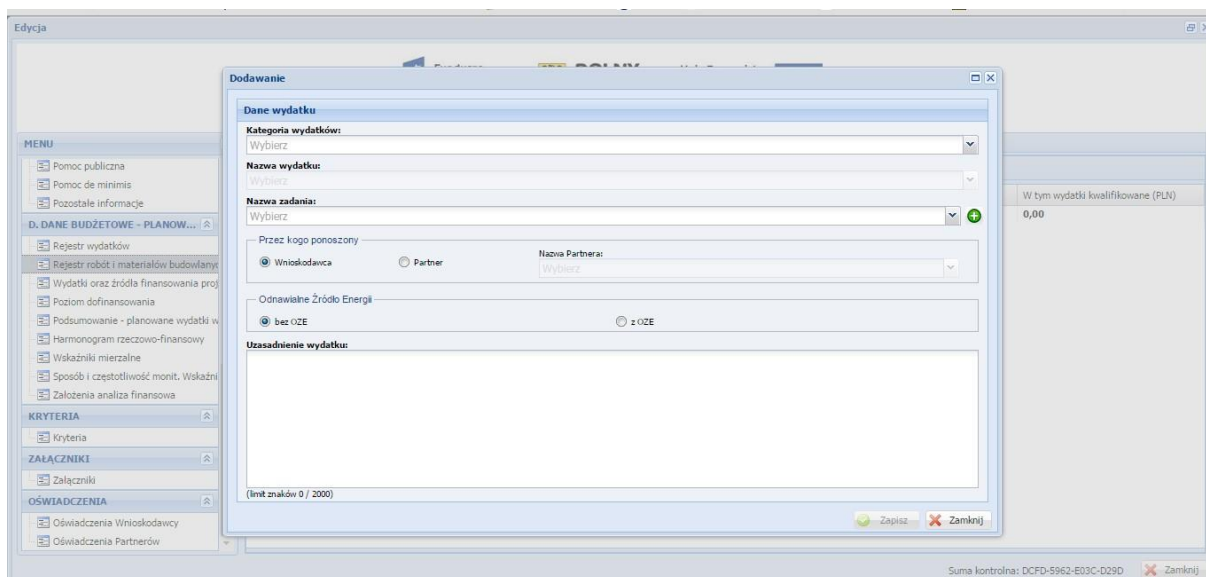 Edycja
Dodawanie
Dane wydatku
Kategoria wydatków:
Wybierz
Nazwa wydatku:
Wybierz
Nazwa zadania:
Wybierz
Przez kogo ponoszony
Wnioskodawca
Partner
Nazwa Partnera:
Wybierz
Odnawialne Źródło Energii
bez OZE
z OZE
Uzasadnienie wydatku:
(limit znaków 0 / 2000)
Zapisz
Zamknij
MENU
Pomoc publiczna
Pomoc de minimis
Pozostałe informacje
D. DANE BUDŻETOWE - PLANOW...
Rejestr wydatków
Rejestr robót i materiałów budowlany
Wydatki oraz źródła finansowania proj
Poziom dofinansowania
Podsumowanie - planowane wydatki w
Harmonogram rzeczowo-finansowy
Wskaźniki mierzalne
Sposób i częstotliwość monit. Wskaźni
Założenia analiza finansowa
KRYTERIA
Kryteria
ZAŁĄCZNIKI
Załączniki
OŚWIADCZENIA
Oświadczenia Wnioskodawcy
Oświadczenia Partnerów
W tym wydatki kwalifikowane (PLN)
0,00
Suma kontrolna: DCFD-5962-E03C-D29D
Zamknij